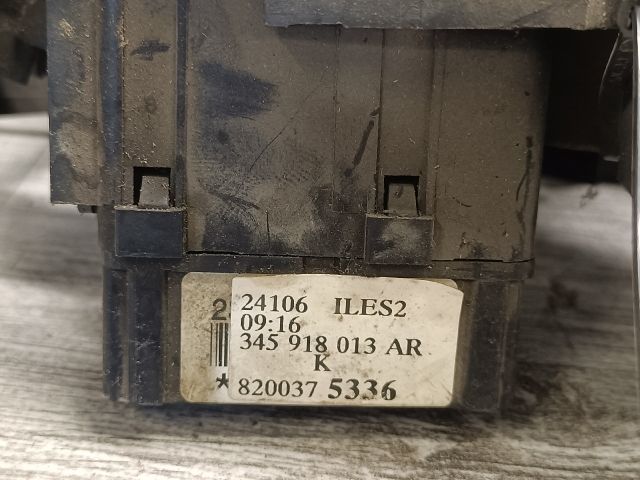 24106 ILES2
09:16
345 918 013 AR
K
*820037 5336